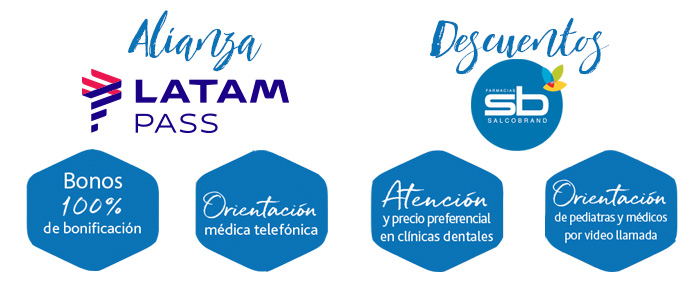 Alianza
LATAM
PASS
Descuentos
FARMACIAS
sb
SALCOBRAND
Bonos
100%
de bonificación
Orientación
médica telefónica
Atención
y precio preferencial
en clínicas dentales
Orientación
de pediatras y médicos
por video llamada